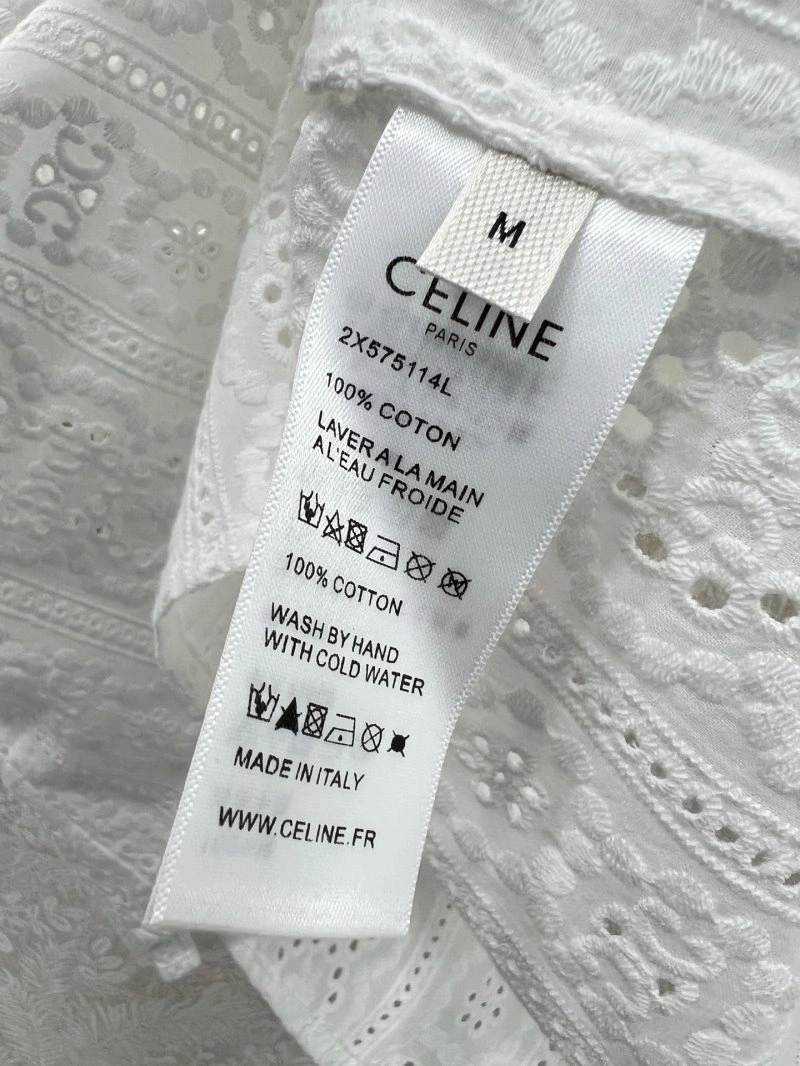 M
CELINE
PARIS
2X575114L
100% COTON
LAVER A LA MAIN
A L'EAU FROIDE
100% COTTON
WASH BY HAND
WITH COLD WATER
MADE IN ITALY
WWW.CELINE.FR